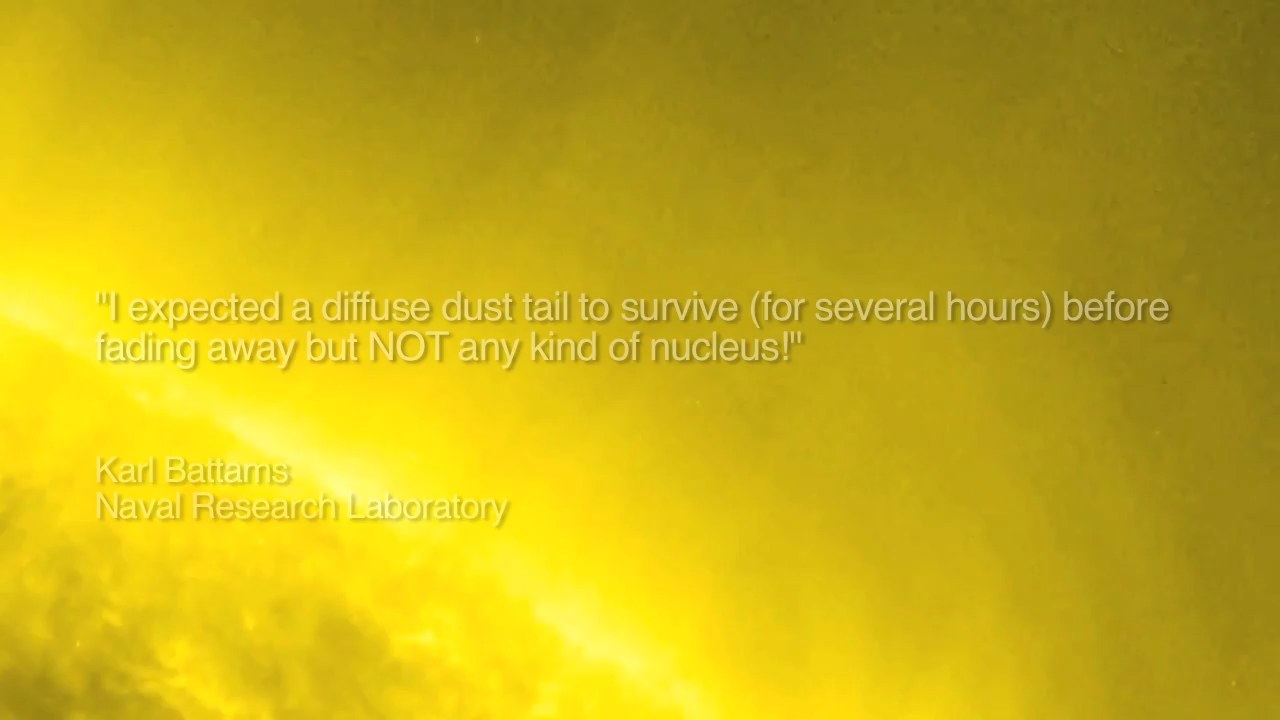 "I expected a diffuse dust tail to survive (for several hours) before
fading away but NOT any kind of nucleus!"
Karl Battams
Naval Research Laboratory